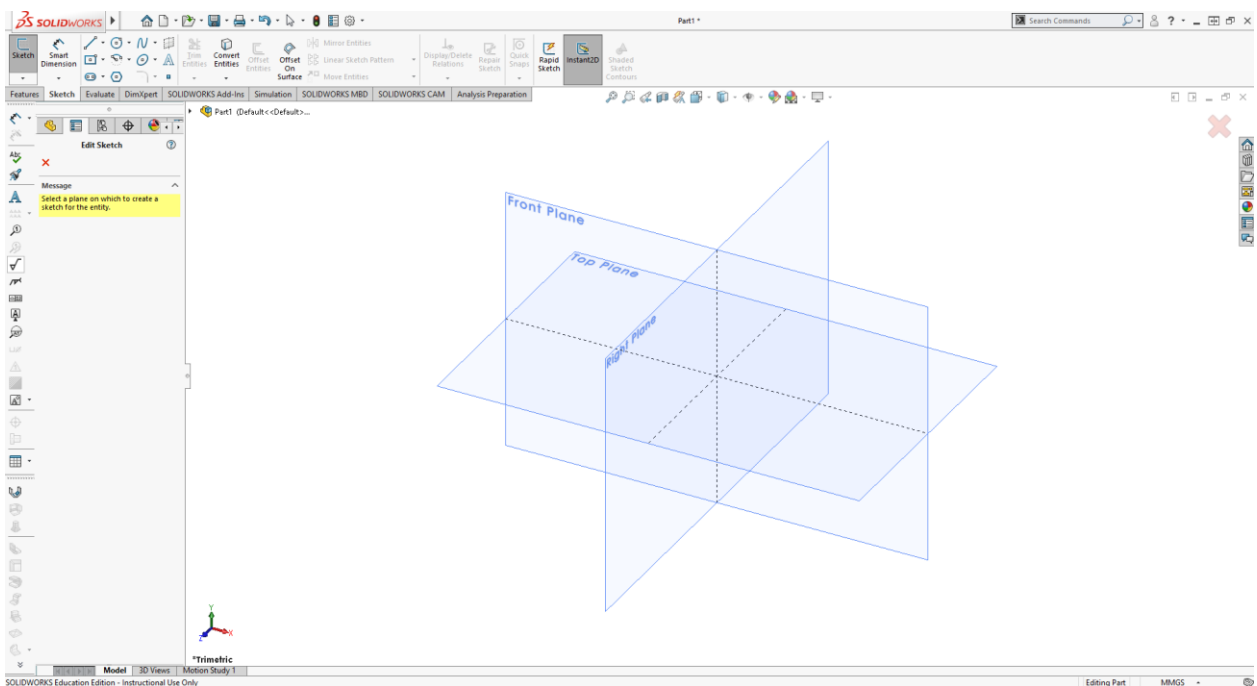 SOLIDWORKS
Part1 *
Search Commands
Sketch
Smart Dimension
Trim Entities
Convert Entities
Offset Entities
Offset On Surface
Mirror Entities
Linear Sketch Pattern
Move Entities
Display/Delete Relations
Repair Sketch
Quick Snaps
Rapid Sketch
Instant2D
Shaded Sketch Contours
Features Sketch Evaluate DimXpert SOLIDWORKS Add-Ins Simulation SOLIDWORKS MBD SOLIDWORKS CAM Analysis Preparation
Part1 (Default<<Default>...
Edit Sketch
Message
Select a plane on which to create a
sketch for the entity.
Front Plane
Top Plane
Right Plane
Y
X
Z
*Trimetric
Model 3D Views Motion Study 1
SOLIDWORKS Education Edition - Instructional Use Only
Editing Part MMGS